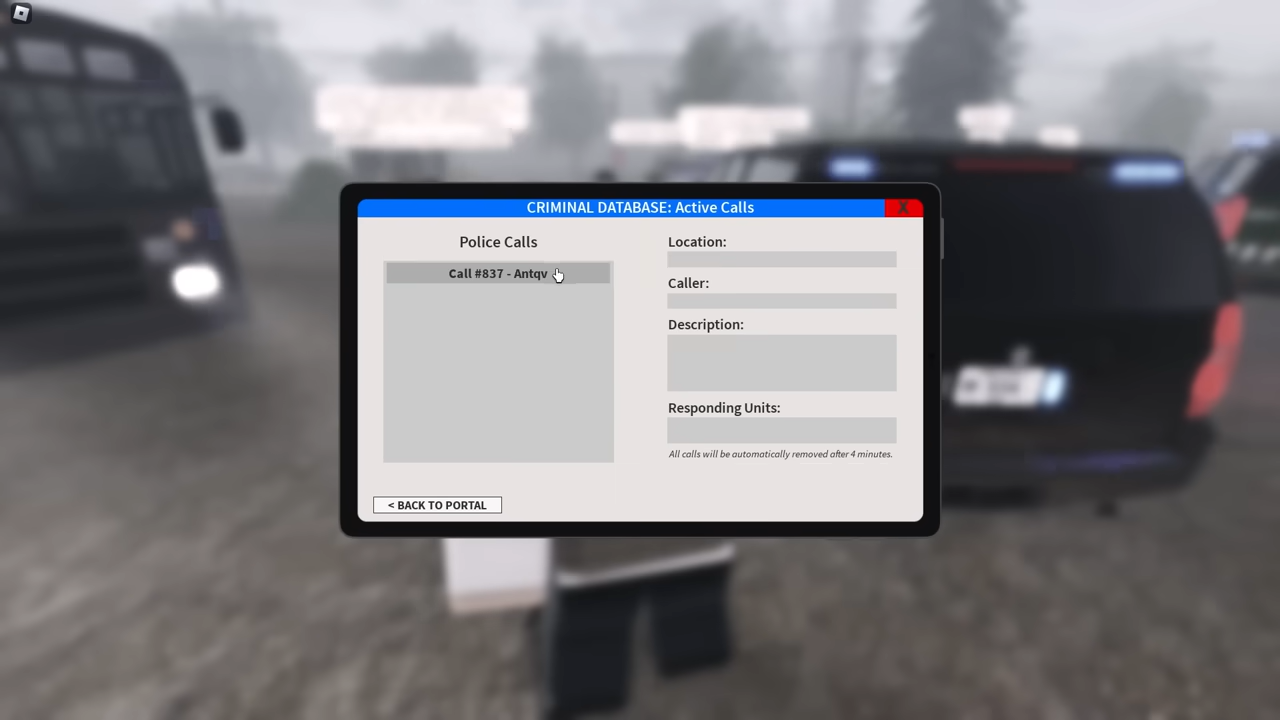 CRIMINAL DATABASE: Active Calls
X
Police Calls
Call #837 - Antqv
Location:
Caller:
Description:
Responding Units:
All calls will be automatically removed after 4 minutes.
< BACK TO PORTAL